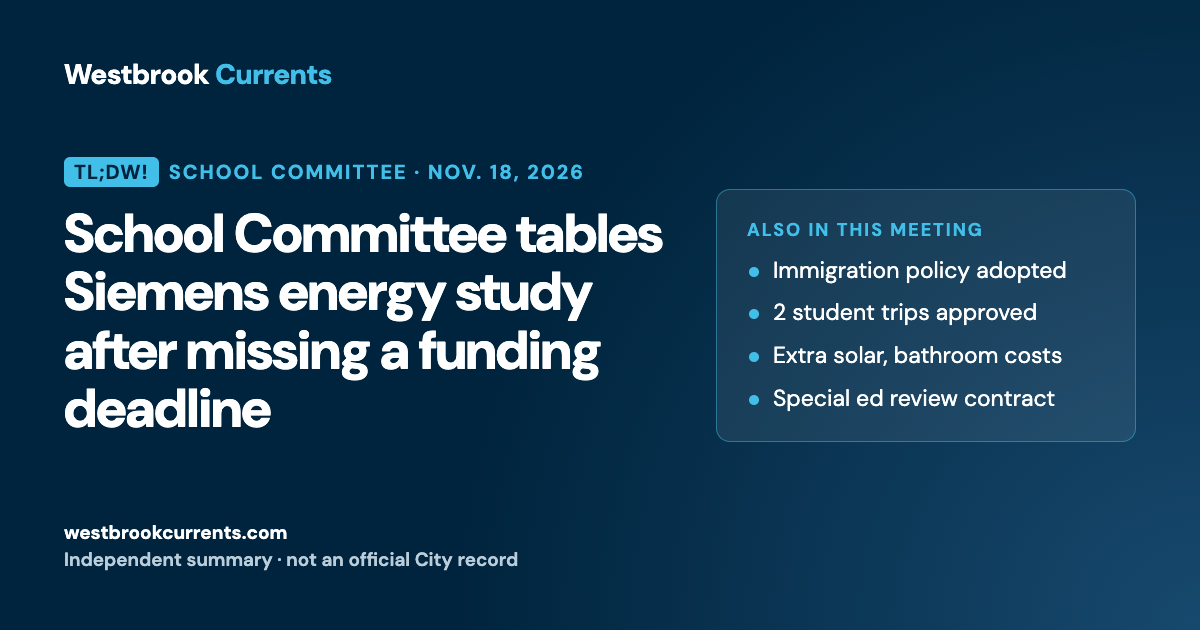 Westbrook Currents
TL;DW! SCHOOL COMMITTEE · NOV. 18, 2026
School Committee tables
Siemens energy study
after missing a funding
deadline
ALSO IN THIS MEETING
Immigration policy adopted
2 student trips approved
Extra solar, bathroom costs
Special ed review contract
westbrookcurrents.com
Independent summary · not an official City record